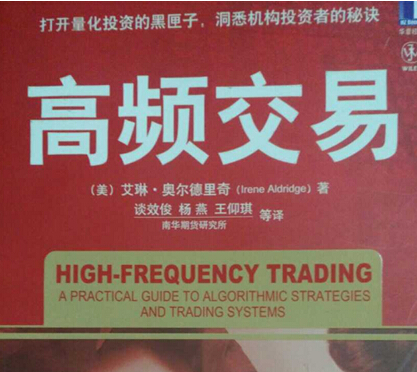 打开量化投资的黑匣子，洞悉机构投资者的秘诀
高频交易
（美）艾琳·奥尔德里奇（Irene Aldridge）著
谈效俊 杨燕 王仰琪 等译
南华期货研究所
HIGH-FREQUENCY TRADING
A PRACTICAL GUIDE TO ALGORITHMIC STRATEGIES
AND TRADING SYSTEMS